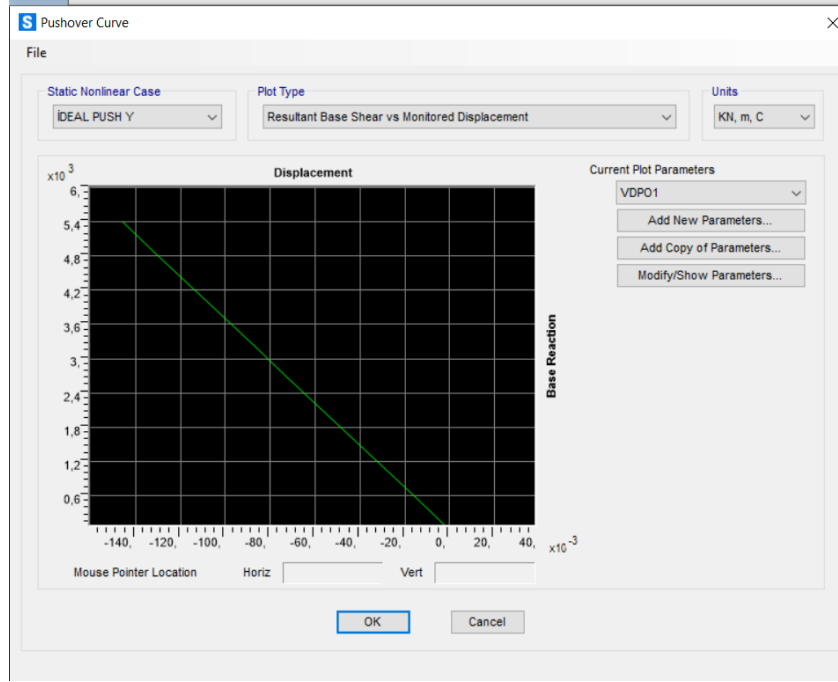 S Pushover Curve
File
Static Nonlinear Case
İDEAL PUSH Y
Plot Type
Resultant Base Shear vs Monitored Displacement
Units
KN, m, C
x10 3
Displacement
6,
5,4
4,8
4,2
3,6
3,
2,4
1,8
1,2
0,6
-140, -120, -100, -80, -60, -40, -20, 0, 20, 40, x10 -3
Base Reaction
Current Plot Parameters
VDPO1
Add New Parameters...
Add Copy of Parameters...
Modify/Show Parameters...
Mouse Pointer Location Horiz Vert
OK Cancel